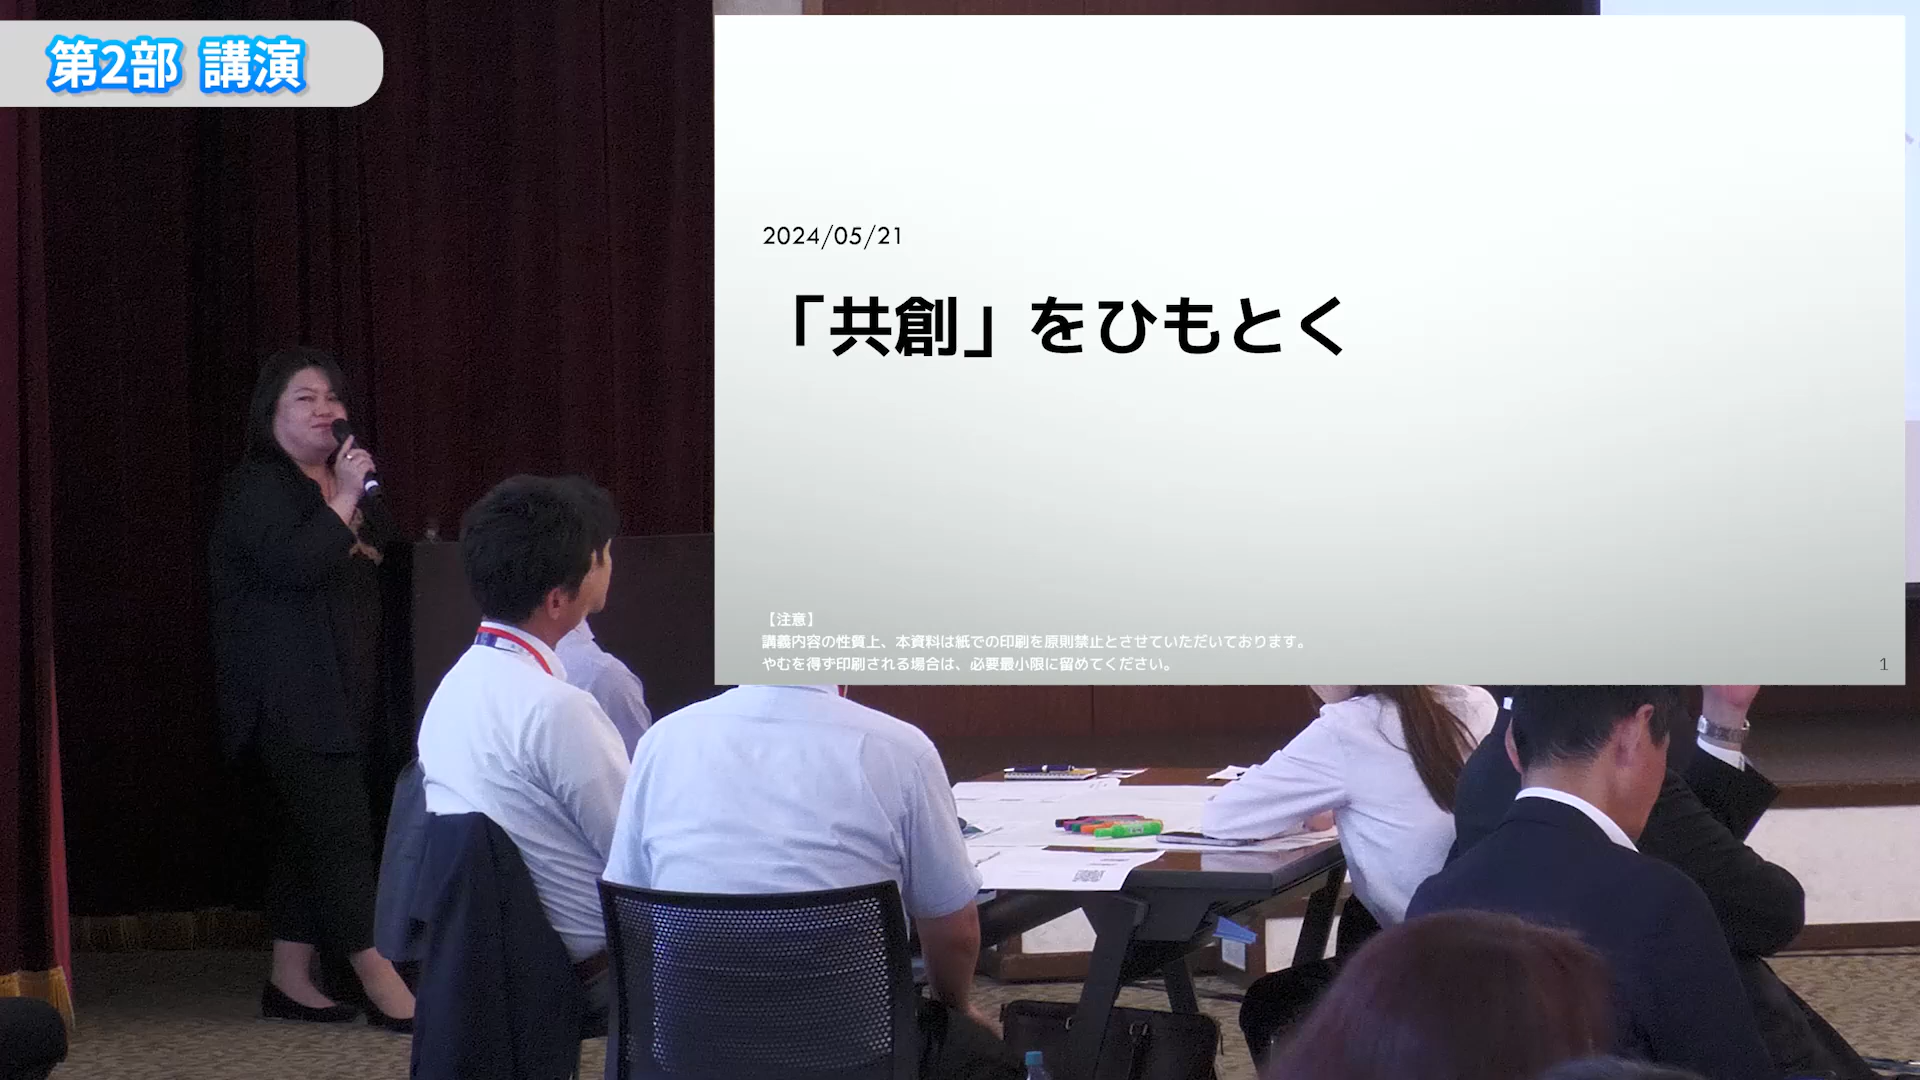 第2部 講演
2024/05/21
「共創」をひもとく
【注意】
講義内容の性質上、本資料は紙での印刷を原則禁止とさせていただいております。
やむを得ず印刷される場合は、必要最小限に留めてください。
1